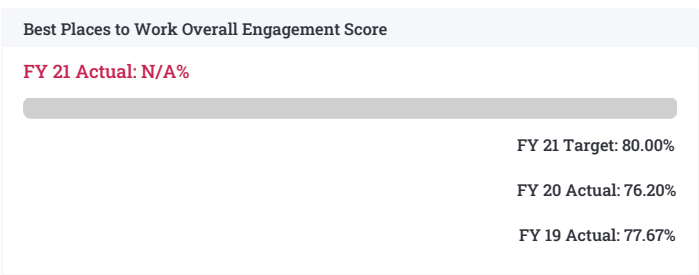 Best Places to Work Overall Engagement Score
FY 21 Actual: N/A%
FY 21 Target: 80.00%
FY 20 Actual: 76.20%
FY 19 Actual: 77.67%